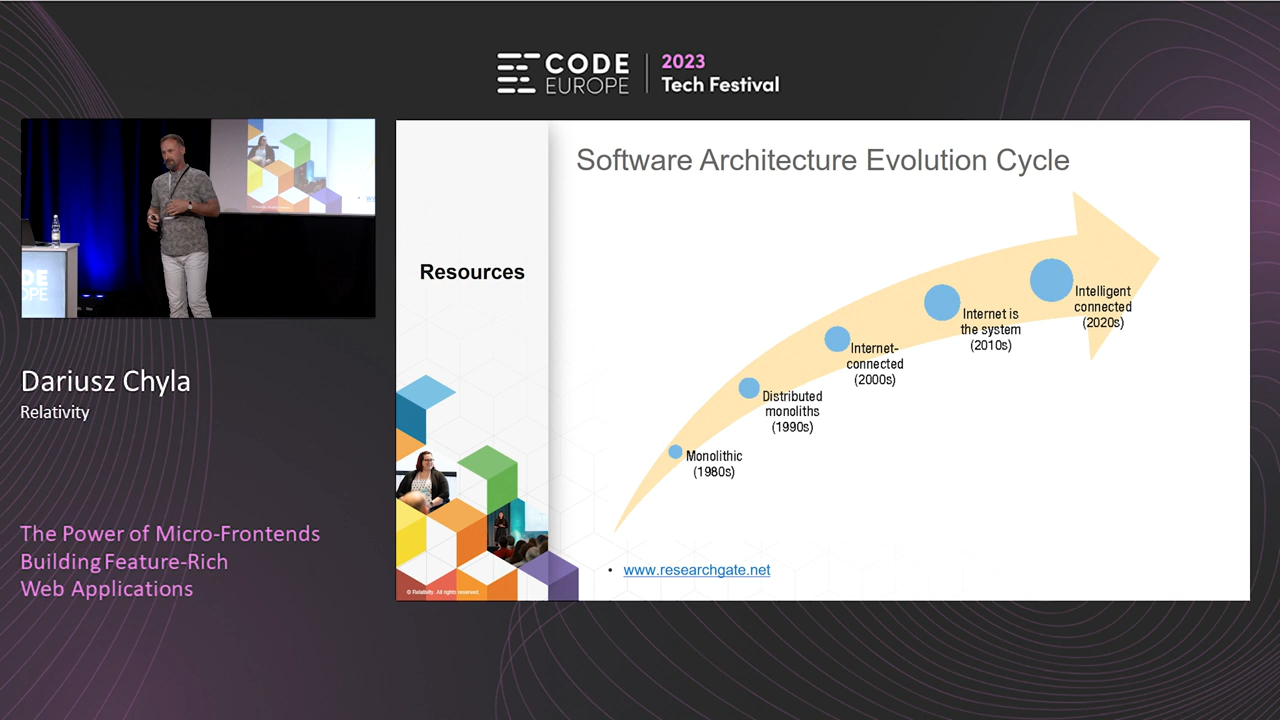 CODE
EUROPE
2023
Tech Festival
Software Architecture Evolution Cycle
Resources
Intelligent
connected
(2020s)
Internet is
the system
(2010s)
Internet-
connected
(2000s)
Distributed
monoliths
(1990s)
Monolithic
(1980s)
• www.researchgate.net
© Relativity. All rights reserved.
DE
OPE
Dariusz Chyla
Relativity
The Power of Micro-Frontends
Building Feature-Rich
Web Applications